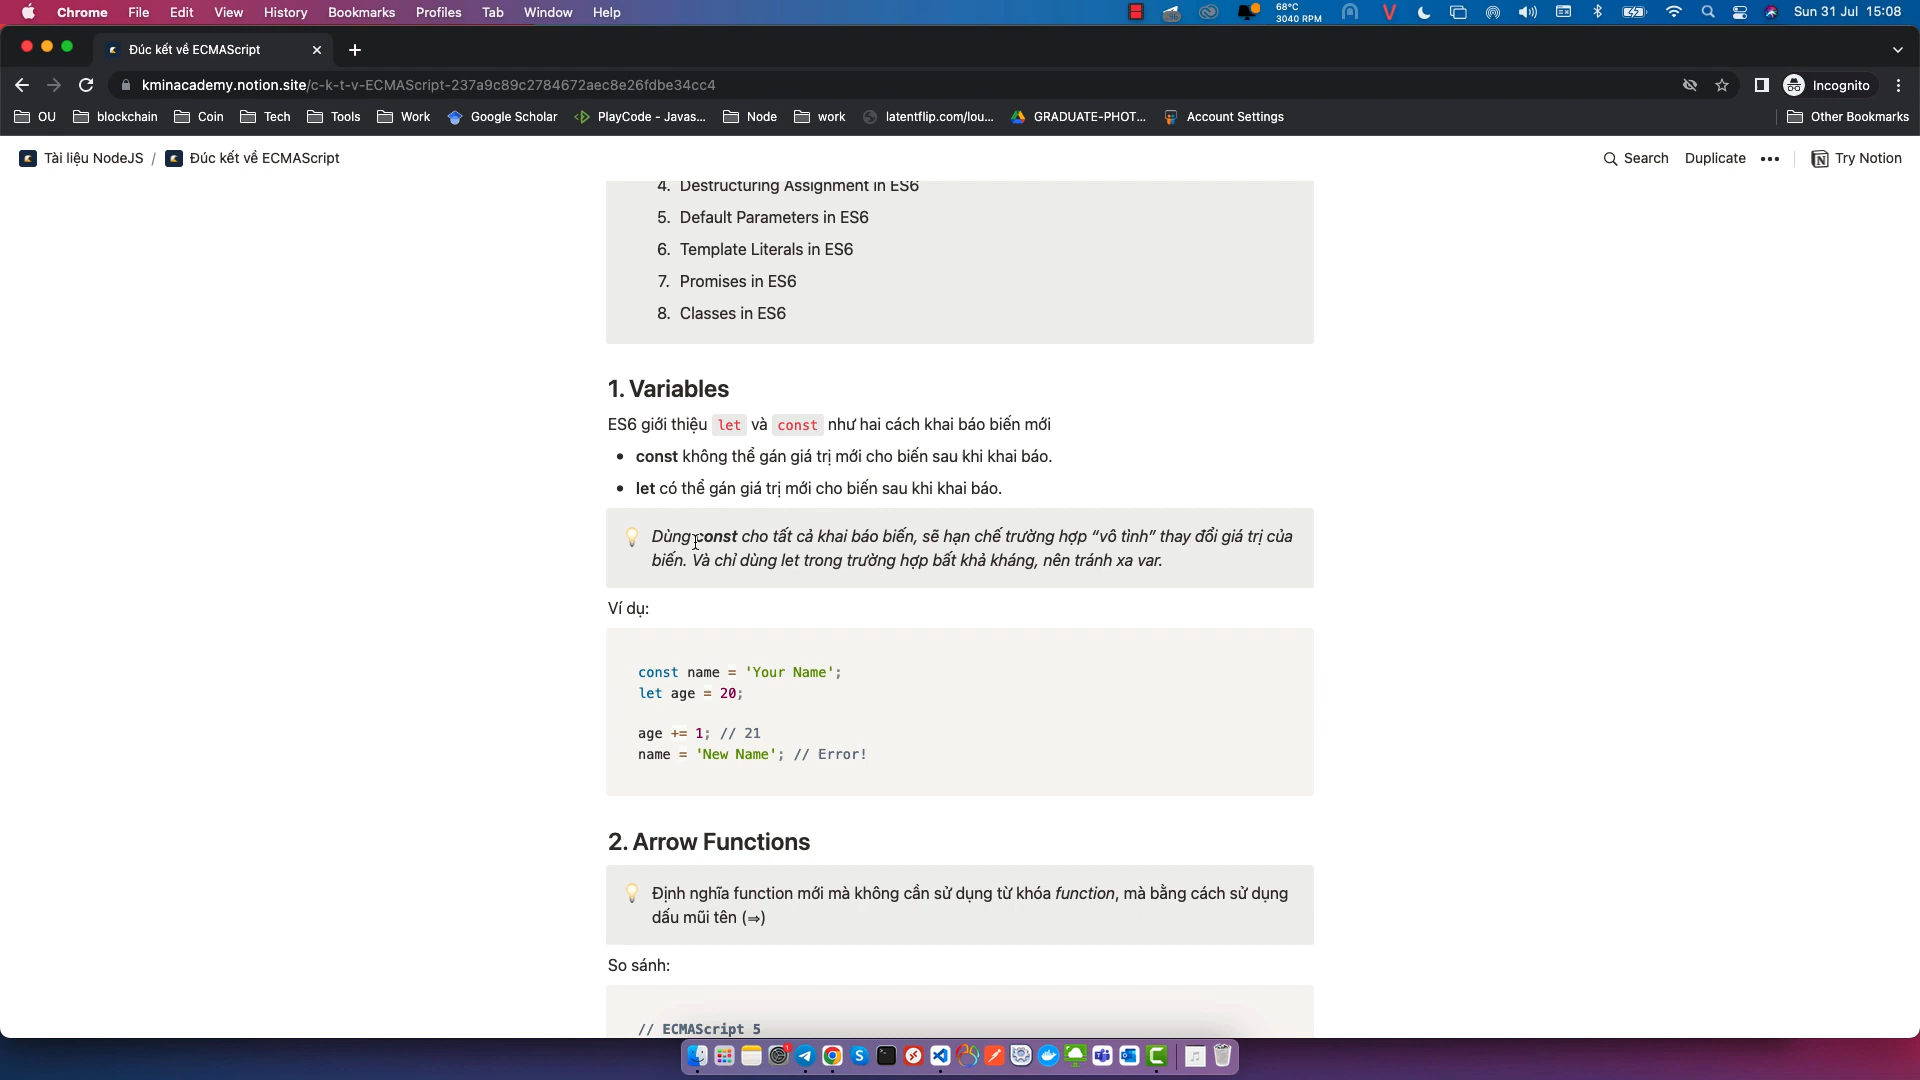 Chrome File Edit View History Bookmarks Profiles Tab Window Help
68°C
3040 RPM
Sun 31 Jul 15:08
Đúc kết về ECMAScript
kminacademy.notion.site/c-k-t-v-ECMAScript-237a9c89c2784672aec8e26fdbe34cc4
Incognito
OU blockchain Coin Tech Tools Work Google Scholar PlayCode - Javas... Node work latentflip.com/lou... GRADUATE-PHOT... Account Settings Other Bookmarks
Tài liệu NodeJS / Đúc kết về ECMAScript
Search Duplicate Try Notion
4. Destructuring Assignment in ES6
5. Default Parameters in ES6
6. Template Literals in ES6
7. Promises in ES6
8. Classes in ES6
1. Variables
ES6 giới thiệu let và const như hai cách khai báo biến mới
• const không thể gán giá trị mới cho biến sau khi khai báo.
• let có thể gán giá trị mới cho biến sau khi khai báo.
Dùng const cho tất cả khai báo biến, sẽ hạn chế trường hợp “vô tình” thay đổi giá trị của
biến. Và chỉ dùng let trong trường hợp bất khả kháng, nên tránh xa var.
Ví dụ:
const name = 'Your Name';
let age = 20;
age += 1; // 21
name = 'New Name'; // Error!
2. Arrow Functions
Định nghĩa function mới mà không cần sử dụng từ khóa function, mà bằng cách sử dụng
dấu mũi tên (⇒)
So sánh:
// ECMAScript 5